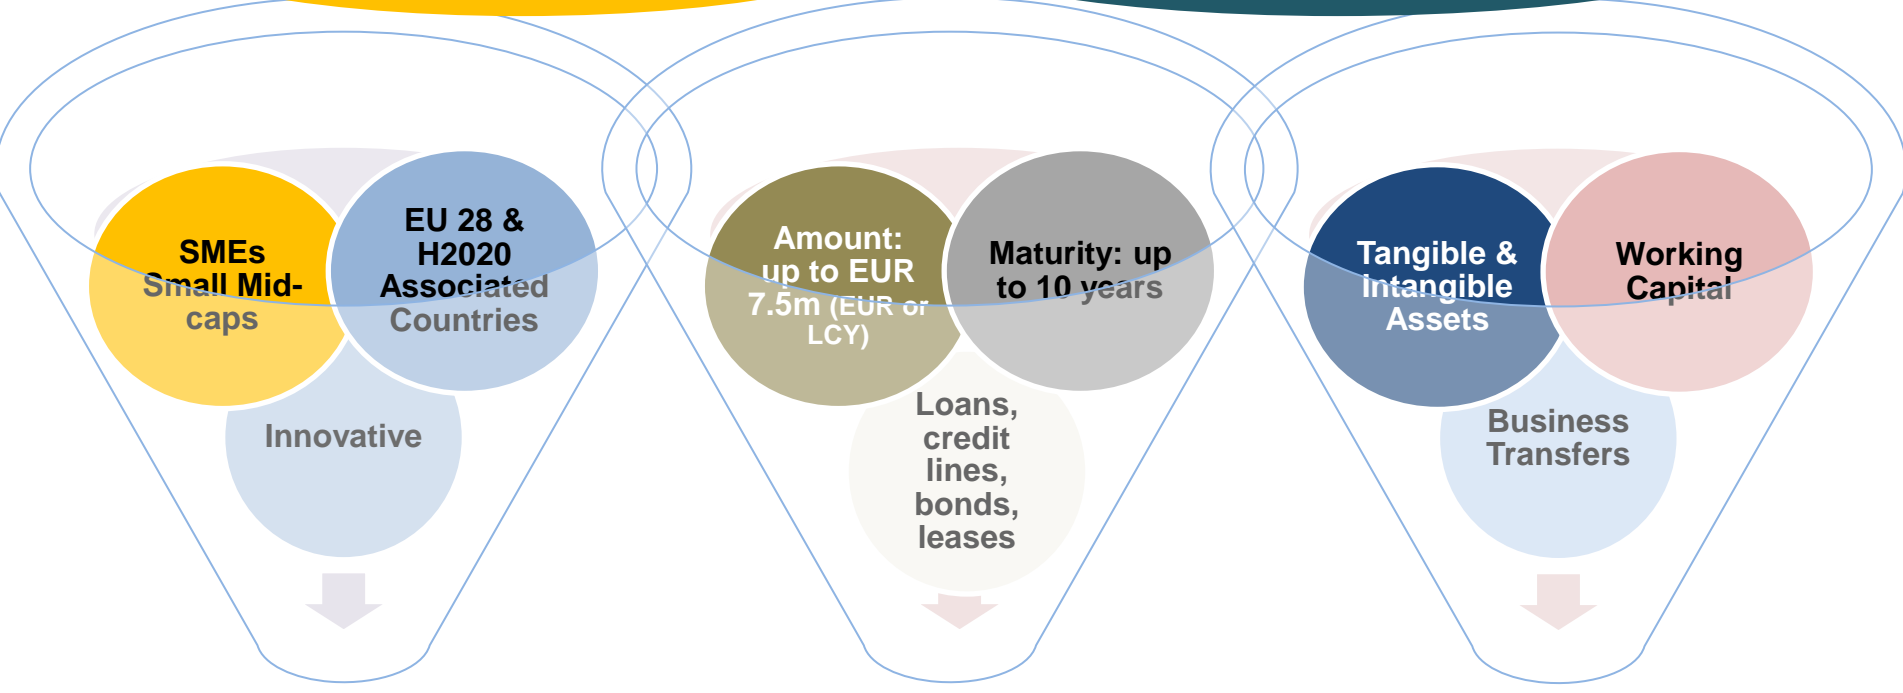 SMEs
Small Mid-
caps
EU 28 &
H2020
Associated
Countries
Innovative
Amount:
up to EUR
7.5m (EUR or
LCY)
Maturity: up
to 10 years
Loans,
credit
lines,
bonds,
leases
Tangible &
Intangible
Assets
Working
Capital
Business
Transfers